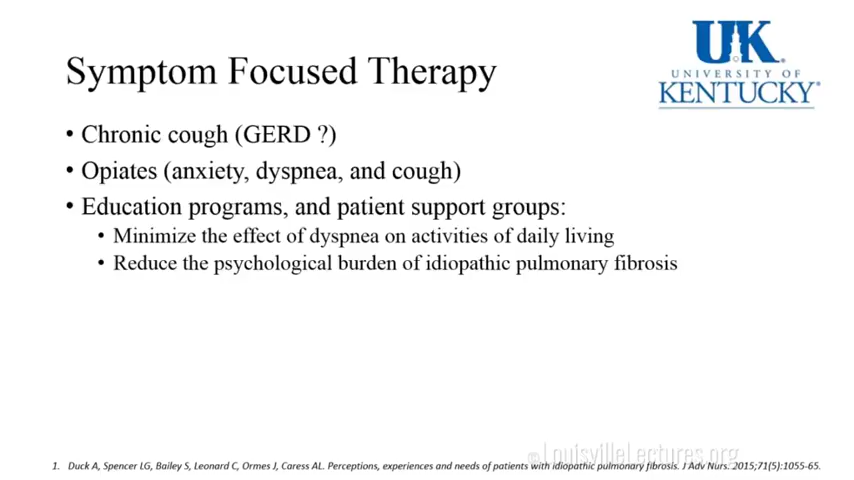 UK
UNIVERSITY OF
KENTUCKY®
Symptom Focused Therapy
• Chronic cough (GERD ?)
• Opiates (anxiety, dyspnea, and cough)
• Education programs, and patient support groups:
• Minimize the effect of dyspnea on activities of daily living
• Reduce the psychological burden of idiopathic pulmonary fibrosis
©LouisvilleLectures.org
1. Duck A, Spencer LG, Bailey S, Leonard C, Ormes J, Caress AL. Perceptions, experiences and needs of patients with idiopathic pulmonary fibrosis. J Adv Nurs. 2015;71(5):1055-65.